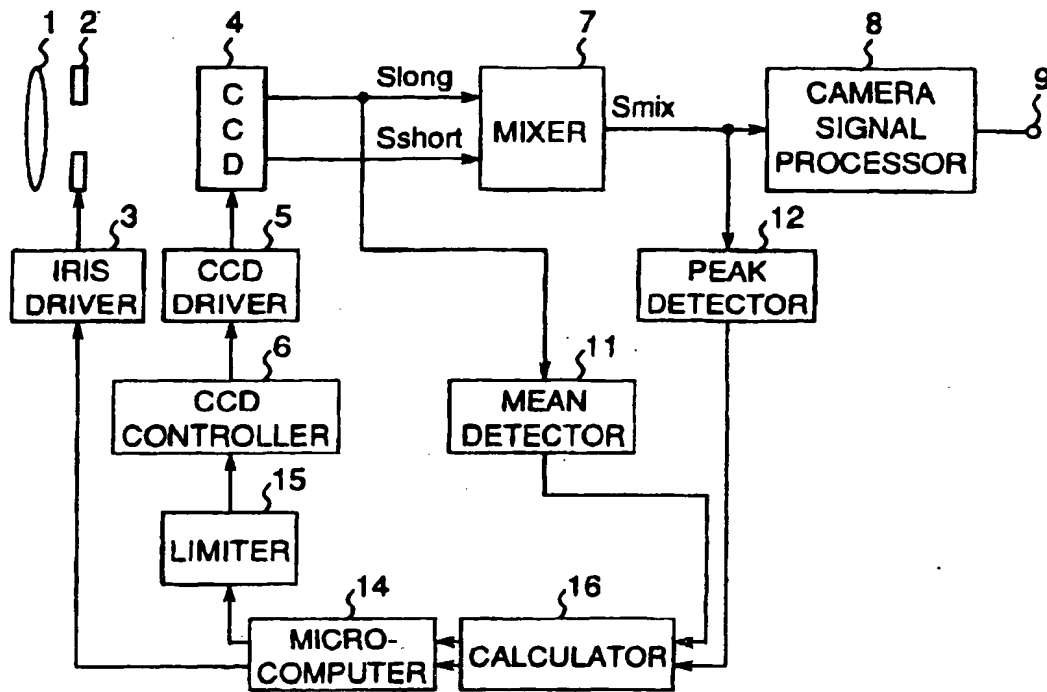 1
2
4
7
8
9
C
C
D
Slong
Sshort
MIXER
Smix
CAMERA
SIGNAL
PROCESSOR
3
5
12
IRIS
DRIVER
CCD
DRIVER
PEAK
DETECTOR
6
11
CCD
CONTROLLER
MEAN
DETECTOR
15
LIMITER
14
16
MICRO-
COMPUTER
CALCULATOR